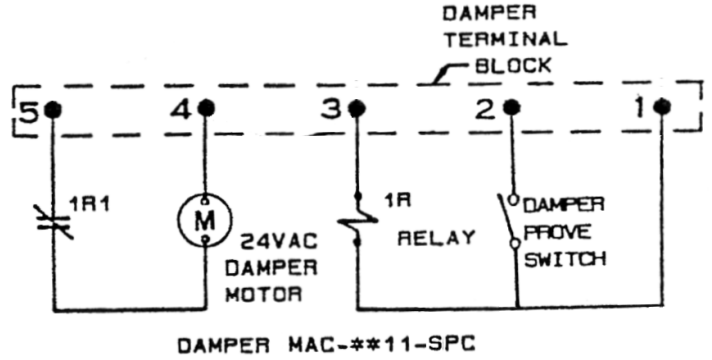 DAMPER
TERMINAL
BLOCK
5 4 3 2 1
1R1
M
24VAC
DAMPER
MOTOR
1R
RELAY
DAMPER
PROVE
SWITCH
DAMPER MAC-**11-SPC